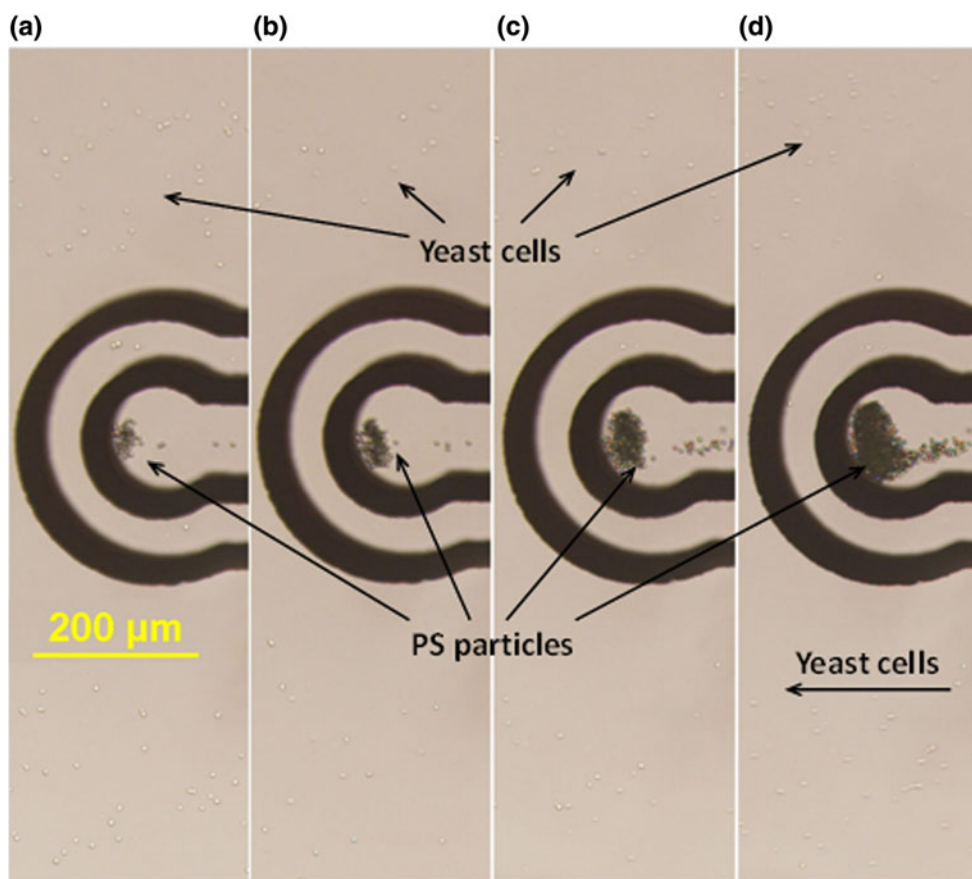 (a)
(b)
(c)
(d)
Yeast cells
200 μm
PS particles
Yeast cells